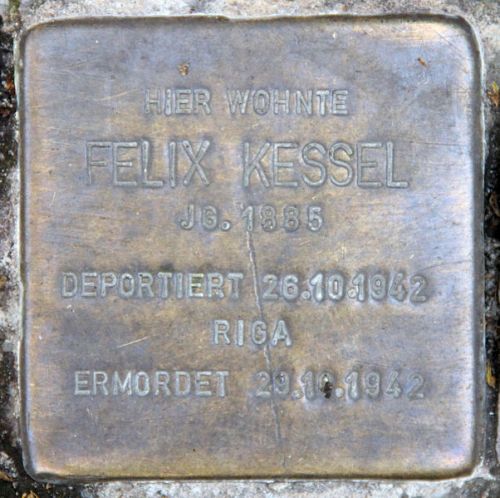 HIER WOHNTE
FELIX KESSEL
JG. 1885
DEPORTIERT 26.10.1942
RIGA
ERMORDET 29.10.1942